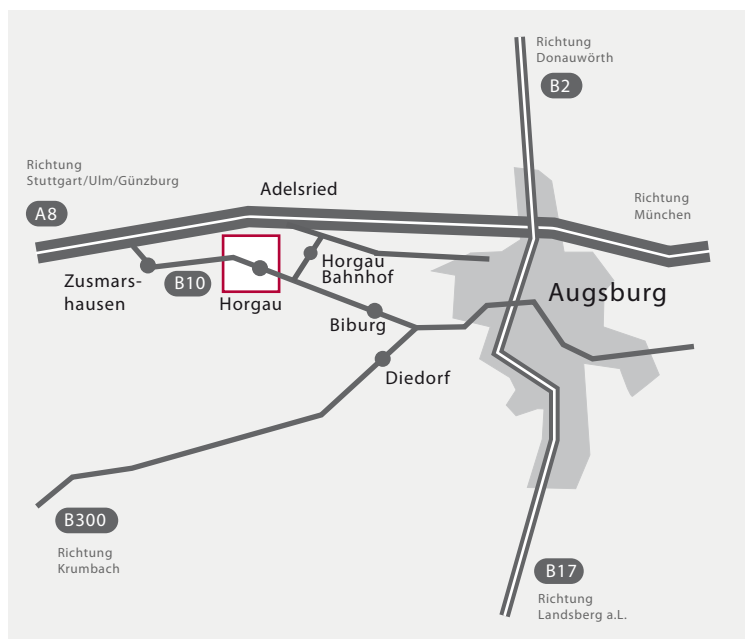 Richtung
Donauwörth
B2
Richtung
Stuttgart/Ulm/Günzburg
A8
Adelsried
Richtung
München
Zusmars-
hausen
B10
Horgau
Horgau
Bahnhof
Augsburg
Biburg
Diedorf
B300
Richtung
Krumbach
B17
Richtung
Landsberg a.L.